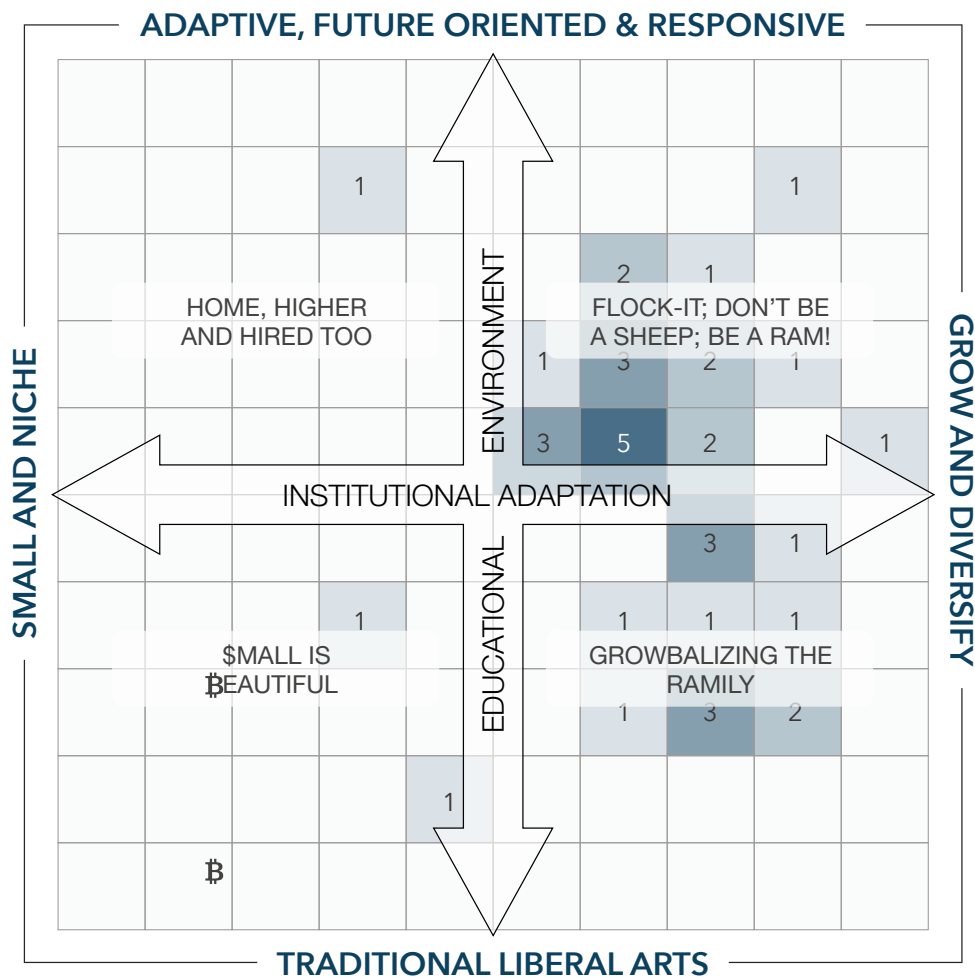 ADAPTIVE, FUTURE ORIENTED & RESPONSIVE
1 1
2 1
HOME, HIGHER
AND HIRED TOO
FLOCK-IT; DON'T BE
A SHEEP; BE A RAM!
1 3 2 1
3 5 2 1
ENVIRONMENT
SMALL AND NICHE
INSTITUTIONAL ADAPTATION
GROW AND DIVERSIFY
3 1
EDUCATIONAL
1 1 1 1
$MALL IS
₿EAUTIFUL
GROWBALIZING THE
RAMILY
1 3 2
1
₿
TRADITIONAL LIBERAL ARTS